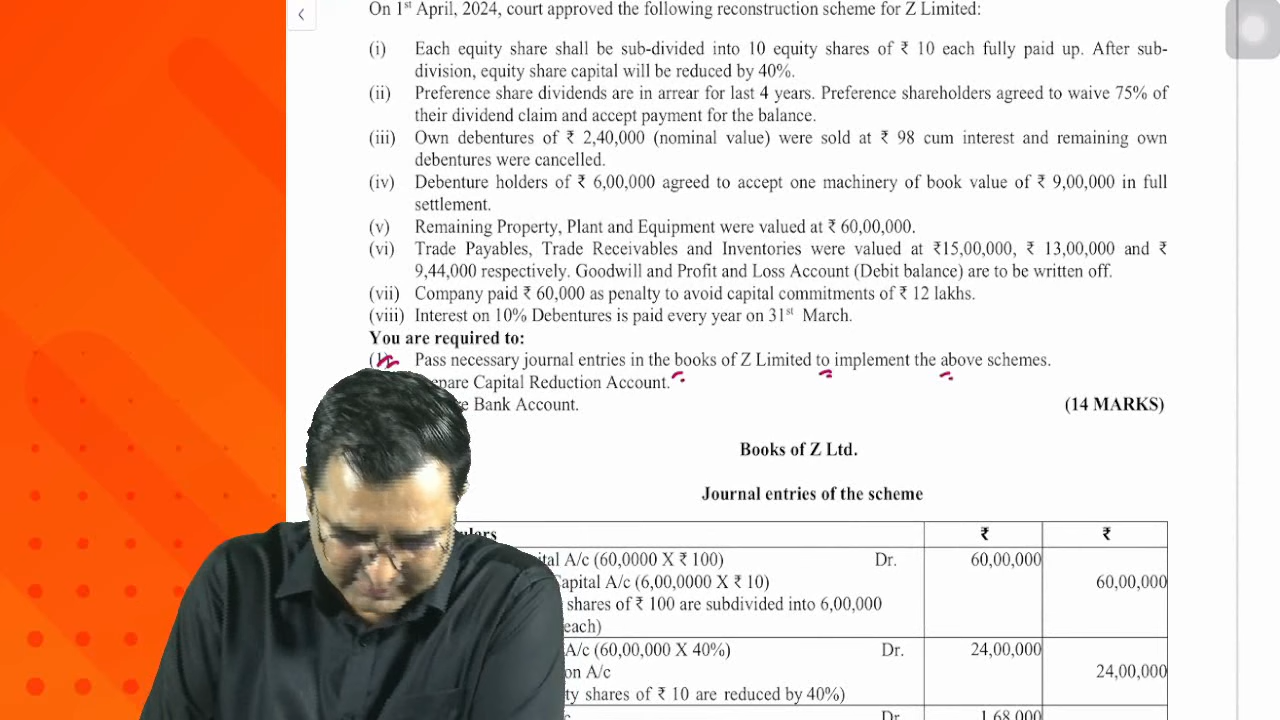 On 1st April, 2024, court approved the following reconstruction scheme for Z Limited:
(i) Each equity share shall be sub-divided into 10 equity shares of ₹ 10 each fully paid up. After sub-
division, equity share capital will be reduced by 40%.
(ii) Preference share dividends are in arrear for last 4 years. Preference shareholders agreed to waive 75% of
their dividend claim and accept payment for the balance.
(iii) Own debentures of ₹ 2,40,000 (nominal value) were sold at ₹ 98 cum interest and remaining own
debentures were cancelled.
(iv) Debenture holders of ₹ 6,00,000 agreed to accept one machinery of book value of ₹ 9,00,000 in full
settlement.
(v) Remaining Property, Plant and Equipment were valued at ₹ 60,00,000.
(vi) Trade Payables, Trade Receivables and Inventories were valued at ₹15,00,000, ₹ 13,00,000 and ₹
9,44,000 respectively. Goodwill and Profit and Loss Account (Debit balance) are to be written off.
(vii) Company paid ₹ 60,000 as penalty to avoid capital commitments of ₹ 12 lakhs.
(viii) Interest on 10% Debentures is paid every year on 31st March.
You are required to:
Pass necessary journal entries in the books of Z Limited to implement the above schemes.
epare Capital Reduction Account.
e Bank Account. (14 MARKS)
Books of Z Ltd.
Journal entries of the scheme
ulars ₹ ₹
ital A/c (60,0000 X ₹ 100) Dr. 60,00,000
Capital A/c (6,00,0000 X ₹ 10) 60,00,000
shares of ₹ 100 are subdivided into 6,00,000
each)
A/c (60,00,000 X 40%) Dr. 24,00,000
on A/c 24,00,000
ty shares of ₹ 10 are reduced by 40%)
Dr. 1,68,000